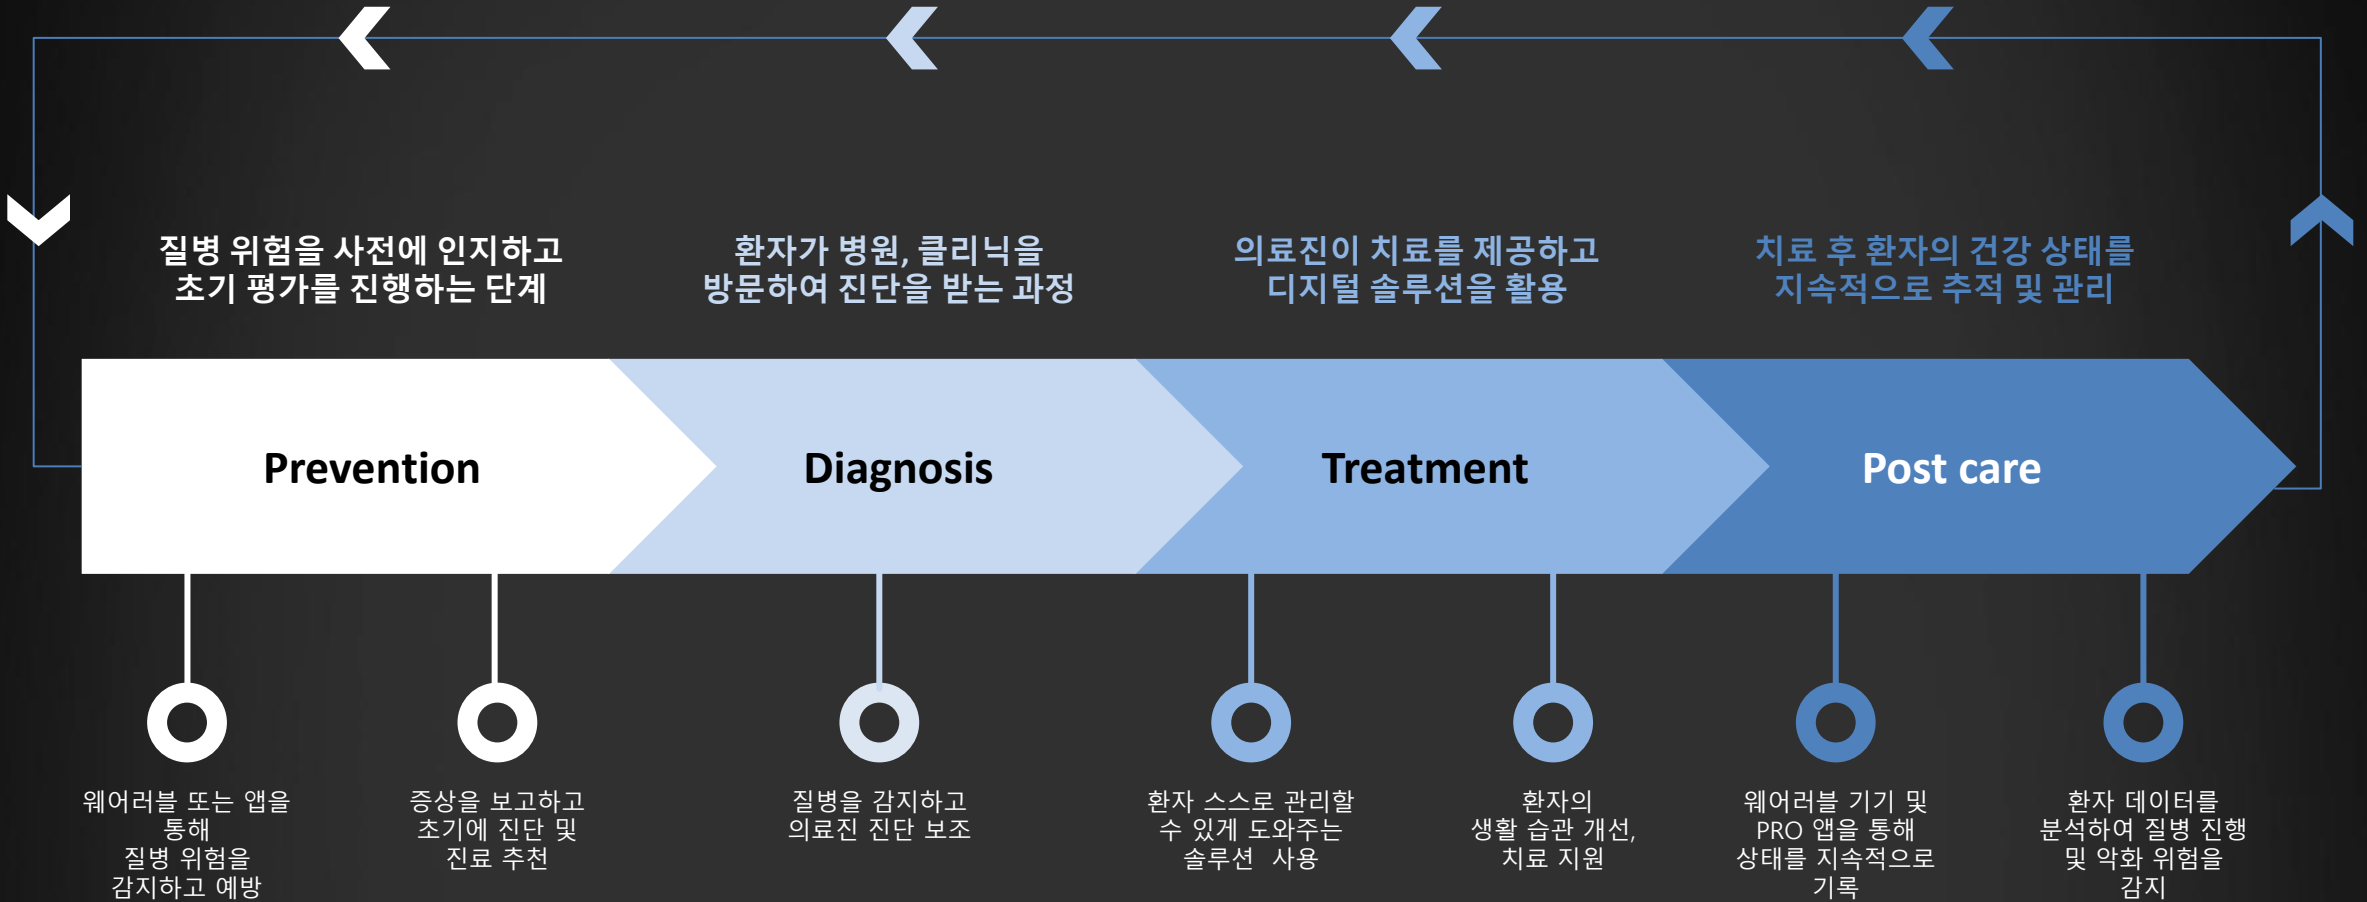 질병 위험을 사전에 인지하고
초기 평가를 진행하는 단계
환자가 병원, 클리닉을
방문하여 진단을 받는 과정
의료진이 치료를 제공하고
디지털 솔루션을 활용
치료 후 환자의 건강 상태를
지속적으로 추적 및 관리
Prevention
Diagnosis
Treatment
Post care
웨어러블 또는 앱을
통해
질병 위험을
감지하고 예방
증상을 보고하고
초기에 진단 및
진료 추천
질병을 감지하고
의료진 진단 보조
환자 스스로 관리할
수 있게 도와주는
솔루션 사용
환자의
생활 습관 개선,
치료 지원
웨어러블 기기 및
PRO 앱을 통해
상태를 지속적으로
기록
환자 데이터를
분석하여 질병 진행
및 악화 위험을
감지